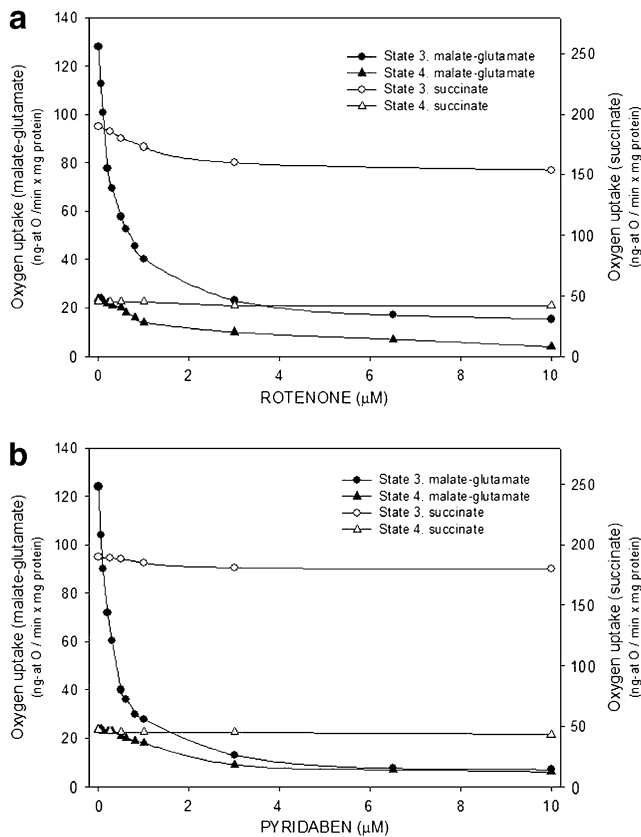 a
140
120
100
80
60
40
20
0
Oxygen uptake (malate-glutamate)
(ng-at O /min x mg protein)
State 3. malate-glutamate
State 4. malate-glutamate
State 3. succinate
State 4. succinate
250
200
150
100
50
0
Oxygen uptake (succinate)
(ng-at O / min x mg protein)
0 2 4 6 8 10
ROTENONE (μM)
b
140
120
100
80
60
40
20
0
Oxygen uptake (malate-glutamate)
(ng-at O / min x mg protein)
State 3. malate-glutamate
State 4. malate-glutamate
State 3. succinate
State 4. succinate
250
200
150
100
50
0
Oxygen uptake (succinate)
(ng-at O / min x mg protein)
0 2 4 6 8 10
PYRIDABEN (μM)